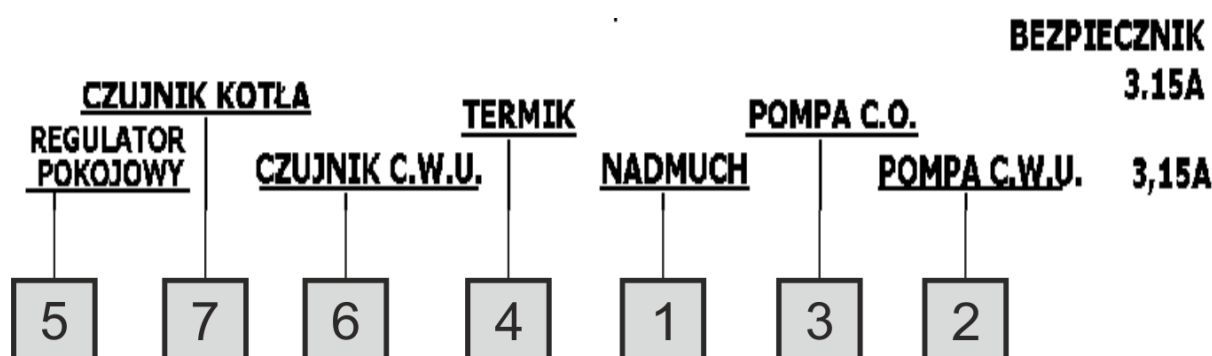 BEZPIECZNIK
3.15A
CZUJNIK KOTŁA
TERMIK
POMPA C.O.
REGULATOR
POKOJOWY
CZUJNIK C.W.U.
NADMUCH
POMPA C.W.U.
3,15A
5
7
6
4
1
3
2